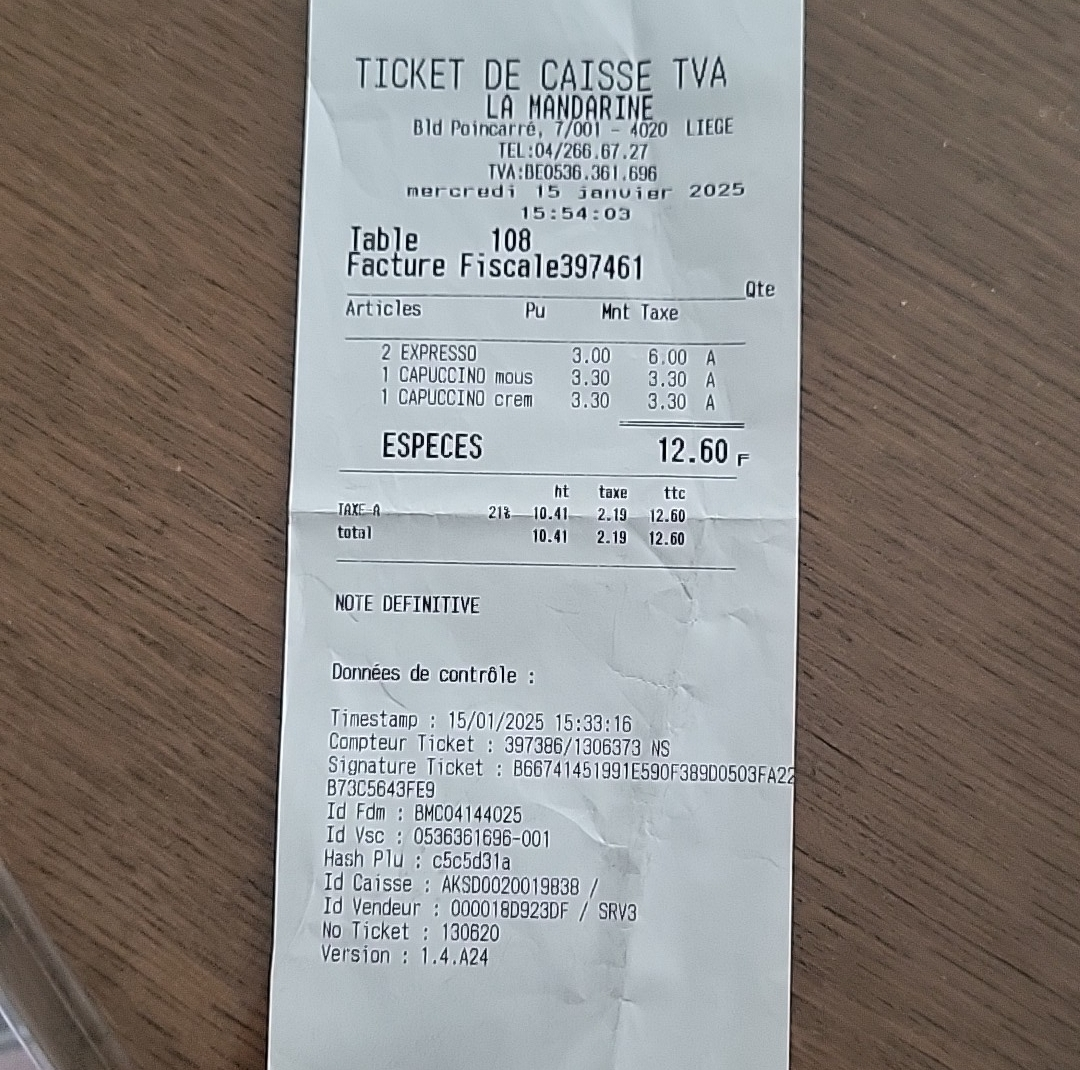 TICKET DE CAISSE TVA
LA MANDARINE
Bld Poincarré, 7/001 - 4020 LIEGE
TEL:04/266.67.27
TVA:BE0536.361.696
mercredi 15 janvier 2025
15:54:03
Table 108
Facture Fiscale397461
Qte
Articles Pu Mnt Taxe
2 EXPRESSO 3.00 6.00 A
1 CAPUCCINO mous 3.30 3.30 A
1 CAPUCCINO crem 3.30 3.30 A
ESPECES 12.60 F
ht taxe ttc
TAXE A 21% 10.41 2.19 12.60
total 10.41 2.19 12.60
NOTE DEFINITIVE
Données de contrôle :
Timestamp : 15/01/2025 15:33:16
Compteur Ticket : 397386/1306373 NS
Signature Ticket : B66741451991E590F389D0503FA22
B73C5643FE9
Id Fdm : BMC04144025
Id Vsc : 0536361696-001
Hash Plu : c5c5d31a
Id Caisse : AKSD0020019838 /
Id Vendeur : 000018D923DF / SRV3
No Ticket : 130620
Version : 1.4.A24